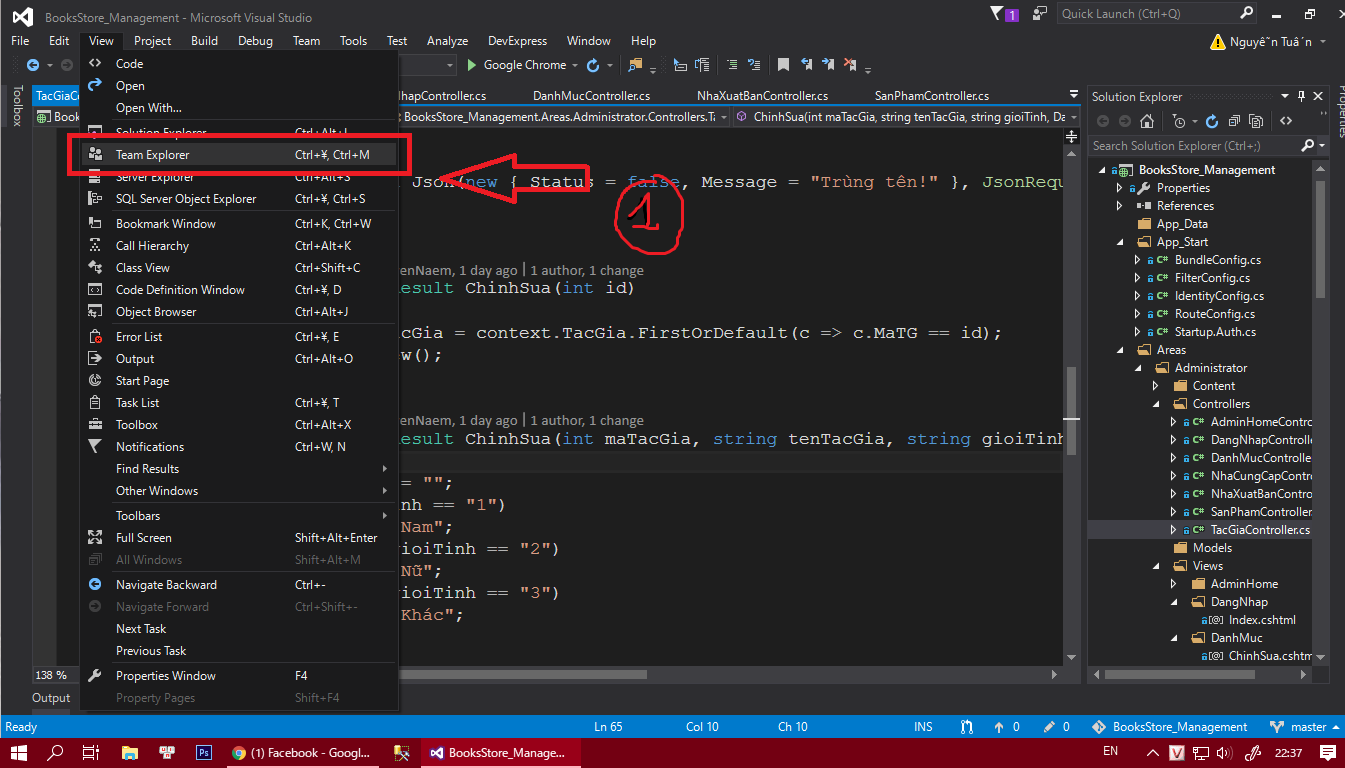 BooksStore_Management - Microsoft Visual Studio
1
Quick Launch (Ctrl+Q)
File Edit View Project Build Debug Team Tools Test Analyze DevExpress Window Help
Nguyê˜n Tuâ´n
Google Chrome
Toolbox
Properties
TacGiaCo
hapController.cs DanhMucController.cs NhaXuatBanController.cs SanPhamController.cs
Book
BooksStore_Management.Areas.Administrator.Controllers.Ta
ChinhSua(int maTacGia, string tenTacGia, string gioiTinh, Da
Code
Open
Open With...
Solution Explorer Ctrl+Alt+L
Team Explorer Ctrl+¥, Ctrl+M
Server Explorer Ctrl+Alt+S
SQL Server Object Explorer Ctrl+¥, Ctrl+S
Bookmark Window Ctrl+K, Ctrl+W
Call Hierarchy Ctrl+Alt+K
Class View Ctrl+Shift+C
Code Definition Window Ctrl+¥, D
Object Browser Ctrl+Alt+J
Error List Ctrl+¥, E
Output Ctrl+Alt+O
Start Page
Task List Ctrl+¥, T
Toolbox Ctrl+Alt+X
Notifications Ctrl+W, N
Find Results
Other Windows
Toolbars
Full Screen Shift+Alt+Enter
All Windows Shift+Alt+M
Navigate Backward Ctrl+-
Navigate Forward Ctrl+Shift+-
Next Task
Previous Task
Properties Window F4
Property Pages Shift+F4
Json(new { Status = false, Message = "Trùng tên!" }, JsonRequ
1
enNaem, 1 day ago | 1 author, 1 change
esult ChinhSua(int id)
cGia = context.TacGia.FirstOrDefault(c => c.MaTG == id);
w();
enNaem, 1 day ago | 1 author, 1 change
esult ChinhSua(int maTacGia, string tenTacGia, string gioiTinh
= "";
nh == "1")
Nam";
ioiTinh == "2")
Nữ";
ioiTinh == "3")
Khác";
138 %
Output
Solution Explorer
Search Solution Explorer (Ctrl+;)
BooksStore_Management
Properties
References
App_Data
App_Start
BundleConfig.cs
FilterConfig.cs
IdentityConfig.cs
RouteConfig.cs
Startup.Auth.cs
Areas
Administrator
Content
Controllers
AdminHomeContro
DangNhapControlle
DanhMucControlle
NhaCungCapContro
NhaXuatBanContro
SanPhamController
TacGiaController.cs
Models
Views
AdminHome
DangNhap
Index.cshtml
DanhMuc
ChinhSua.cshtm
Ready Ln 65 Col 10 Ch 10 INS 0 0 BooksStore_Management master
Ps (1) Facebook - Googl... BooksStore_Manage... EN V 22:37